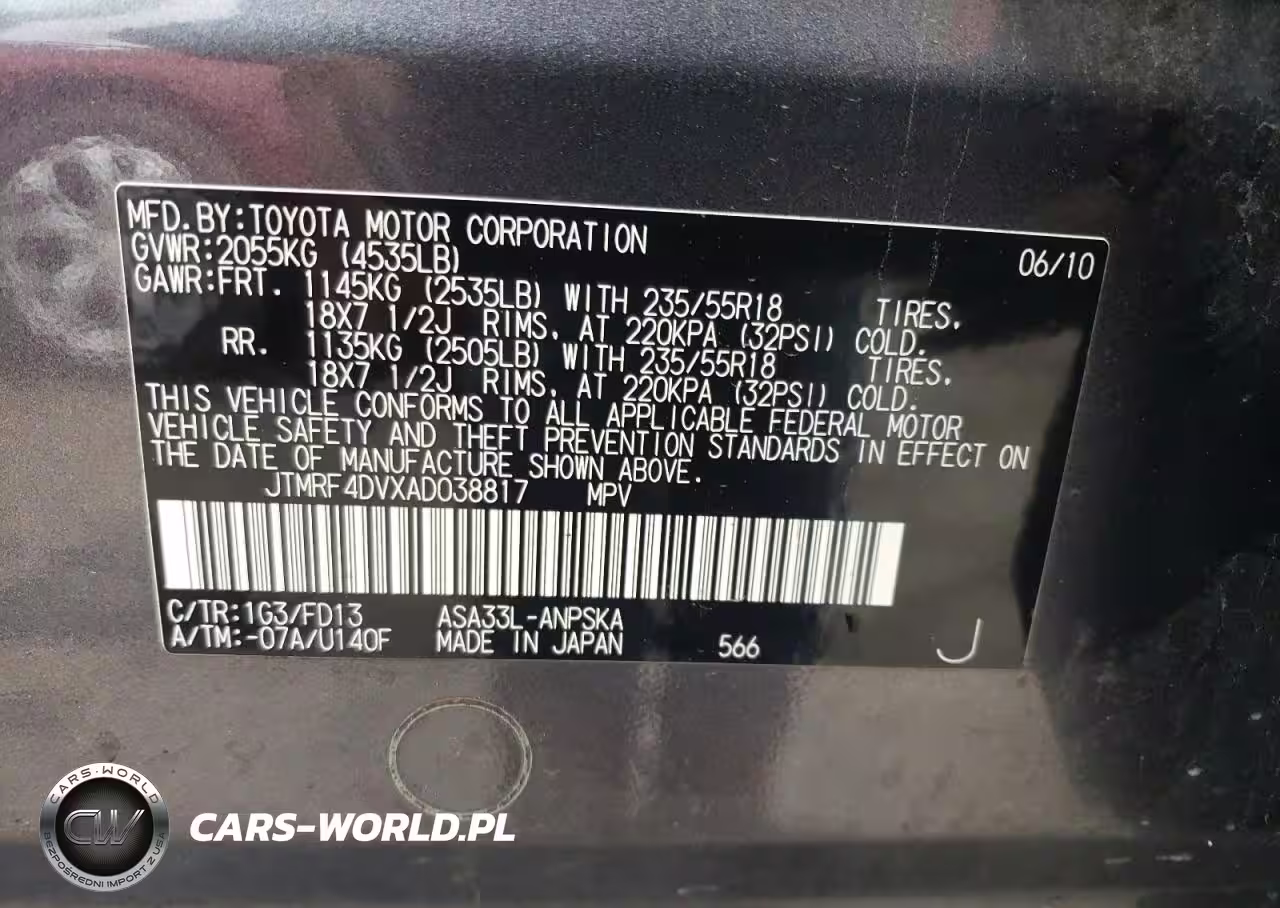 MFD.BY:TOYOTA MOTOR CORPORATION 06/10
GVWR:2055KG (4535LB)
GAWR:FRT. 1145KG (2535LB) WITH 235/55R18 TIRES.
18X7 1/2J RIMS, AT 220KPA (32PSI) COLD.
RR. 1135KG (2505LB) WITH 235/55R18 TIRES.
18X7 1/2J RIMS, AT 220KPA (32PSI) COLD.
THIS VEHICLE CONFORMS TO ALL APPLICABLE FEDERAL MOTOR
VEHICLE SAFETY AND THEFT PREVENTION STANDARDS IN EFFECT ON
THE DATE OF MANUFACTURE SHOWN ABOVE.
JTMRF4DVXAD038817 MPV
C/TR:1G3/FD13 ASA33L-ANPSKA
A/TM:-07A/U140F MADE IN JAPAN 566 J
CARS-WORLD
CW
BEZPOŚREDNI IMPORT Z USA
CARS-WORLD.PL